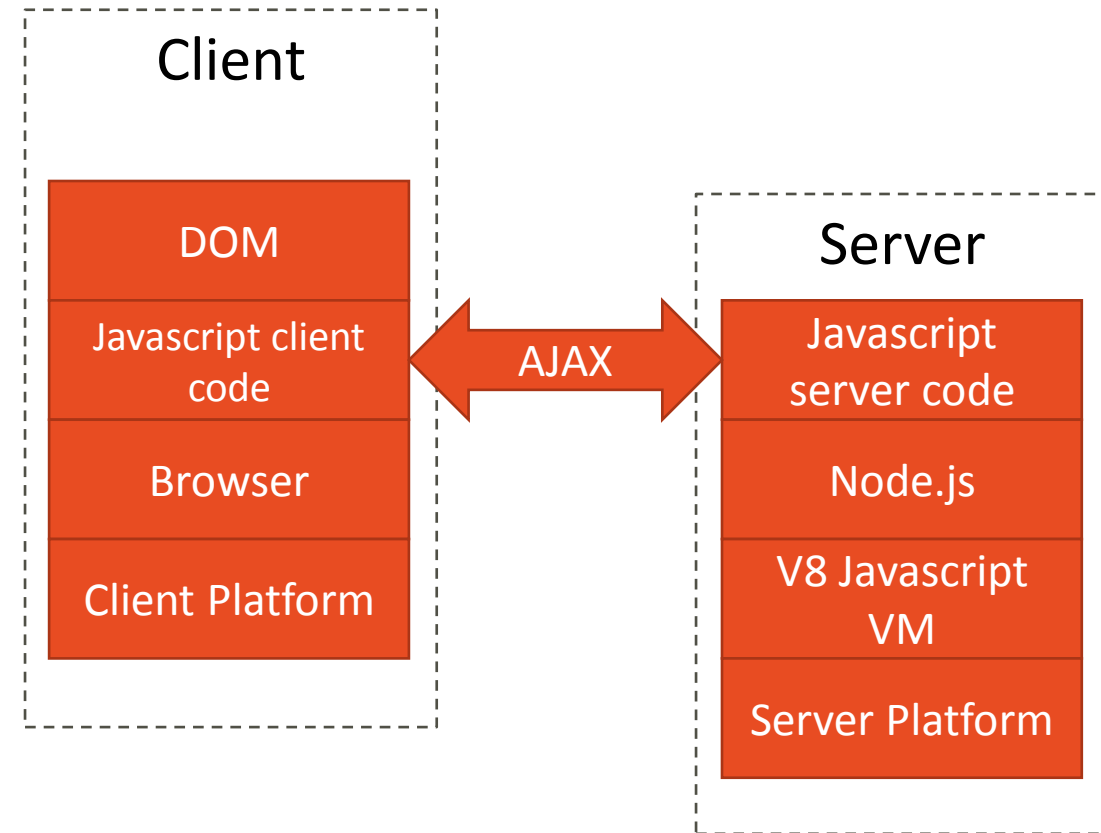 Client
DOM
Javascript client
code
Browser
Client Platform
AJAX
Server
Javascript
server code
Node.js
V8 Javascript
VM
Server Platform